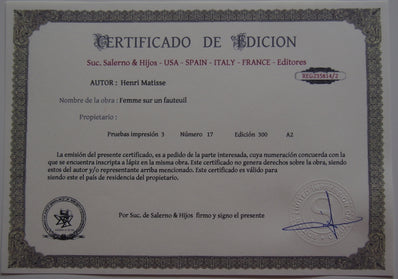 CERTIFICADO DE EDICION
Suc. Salerno & Hijos - USA - SPAIN - ITALY - FRANCE - Editores
REG235614/2
AUTOR : Henri Matisse
Nombre de la obra : Femme sur un fauteuil
Propietario :
Pruebas impresión 3 Número 17 Edición 300 A2
La emisión del presente certificado, es a pedido de la parte interesada, cuya numeración concuerda con la
que se encuentra inscripta a lápiz en la misma obra. Este certificado no genera derechos sobre la obra, siendo
estos del autor y/o representante arriba mencionado. Este certificado es válido para
siendo este el país de residencia del propietario.
Por Suc. de Salerno & Hijos firmo y signo el presente